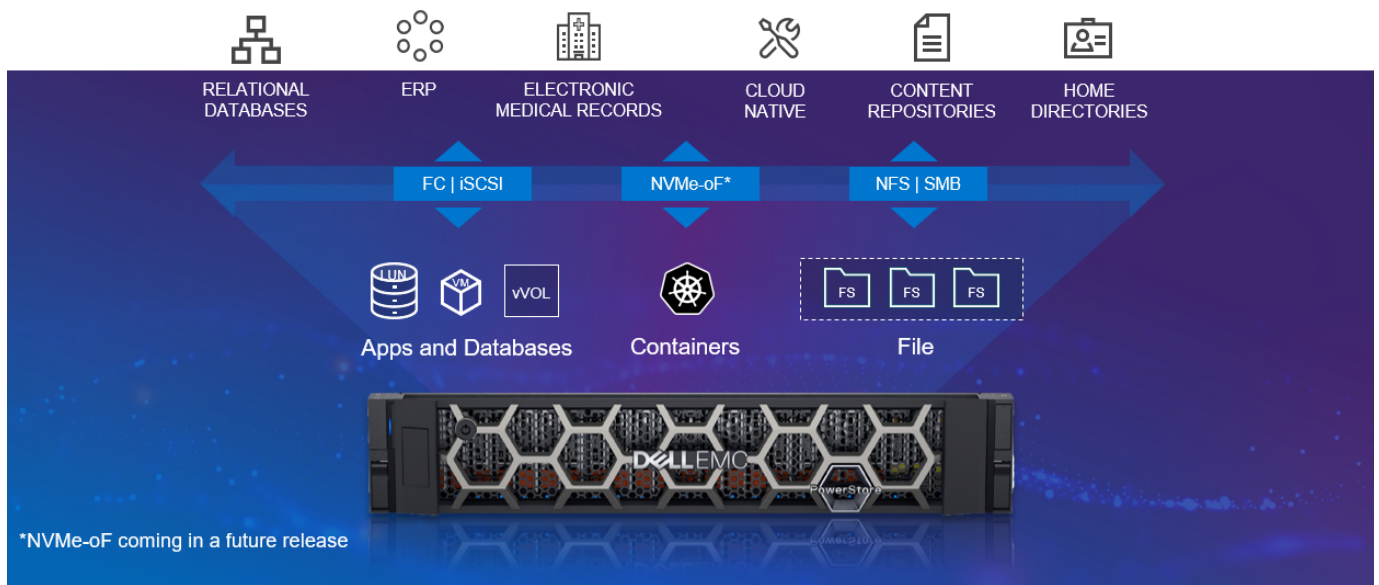 RELATIONAL
DATABASES
ERP
ELECTRONIC
MEDICAL RECORDS
CLOUD
NATIVE
CONTENT
REPOSITORIES
HOME
DIRECTORIES
FC | iSCSI
NVMe-oF*
NFS | SMB
LUN
VM
vVOL
FS
FS
FS
Apps and Databases
Containers
File
DELLEMC
PowerStore
*NVMe-oF coming in a future release